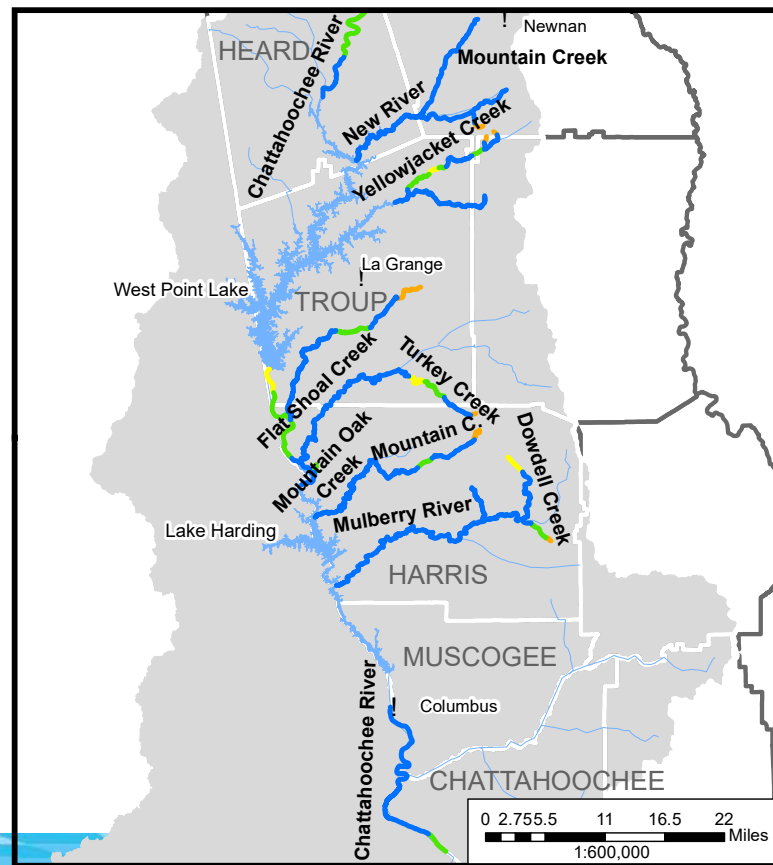 Newnan
HEARD
Chattahoochee River
Mountain Creek
New River
Yellowjacket Creek
La Grange
West Point Lake
TROUP
Flat Shoal Creek
Turkey Creek
Mountain Oak
Creek
Mountain C.
Dowdell Creek
Mulberry River
Lake Harding
HARRIS
MUSCOGEE
Columbus
Chattahoochee River
CHATTAHOOCHEE
0 2.75 5.5 11 16.5 22
Miles
1:600,000